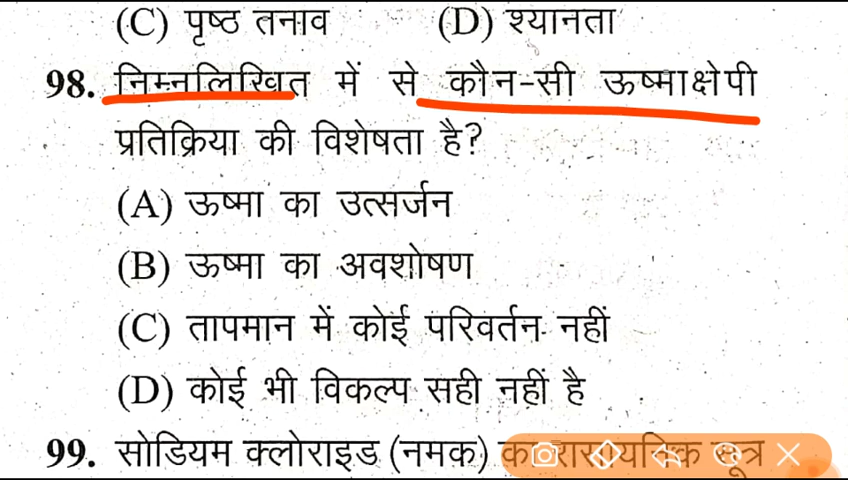 (C) पृष्ठ तनाव (D) श्यानता
98. निम्नलिखित में से कौन-सी ऊष्माक्षेपी
प्रतिक्रिया की विशेषता है?
(A) ऊष्मा का उत्सर्जन
(B) ऊष्मा का अवशोषण
(C) तापमान में कोई परिवर्तन नहीं
(D) कोई भी विकल्प सही नहीं है
99. सोडियम क्लोराइड (नमक) का रासायनिक सूत्र